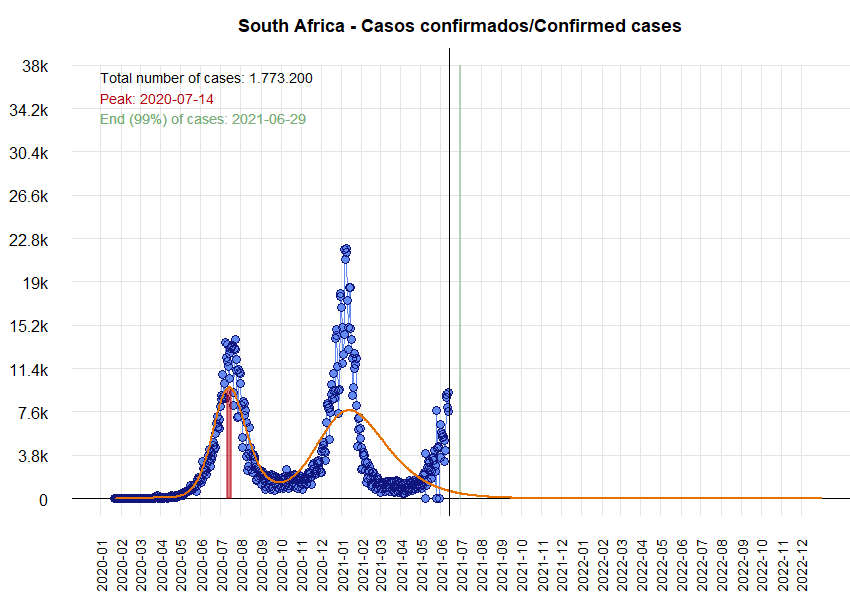 South Africa - Casos confirmados/Confirmed cases
38k
34.2k
30.4k
26.6k
22.8k
19k
15.2k
11.4k
7.6k
3.8k
0
Total number of cases: 1.773.200
Peak: 2020-07-14
End (99%) of cases: 2021-06-29
2020-01
2020-02
2020-03
2020-04
2020-05
2020-06
2020-07
2020-08
2020-09
2020-10
2020-11
2020-12
2021-01
2021-02
2021-03
2021-04
2021-05
2021-06
2021-07
2021-08
2021-09
2021-10
2021-11
2021-12
2022-01
2022-02
2022-03
2022-04
2022-05
2022-06
2022-07
2022-08
2022-09
2022-10
2022-11
2022-12